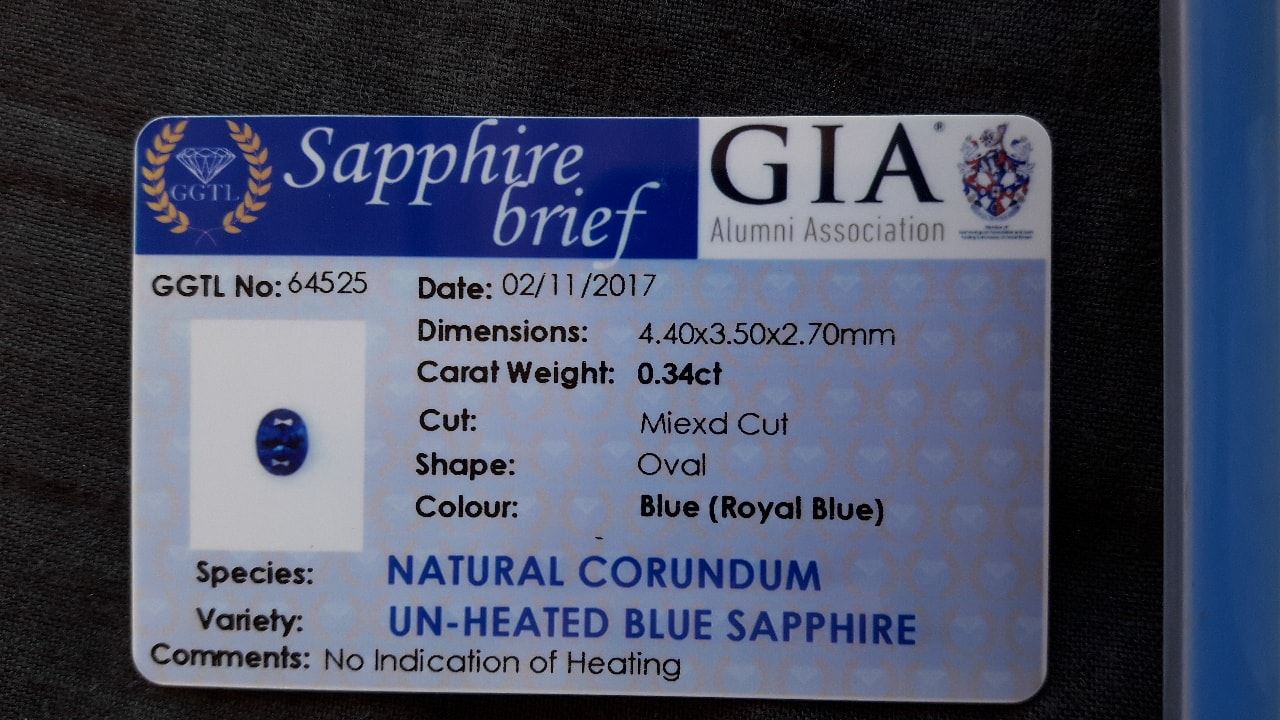 GGTL
Sapphire
brief
GIA®
Alumni Association
GGTL No: 64525
Date: 02/11/2017
Dimensions: 4.40x3.50x2.70mm
Carat Weight: 0.34ct
Cut: Miexd Cut
Shape: Oval
Colour: Blue (Royal Blue)
Species: NATURAL CORUNDUM
Variety: UN-HEATED BLUE SAPPHIRE
Comments: No Indication of Heating